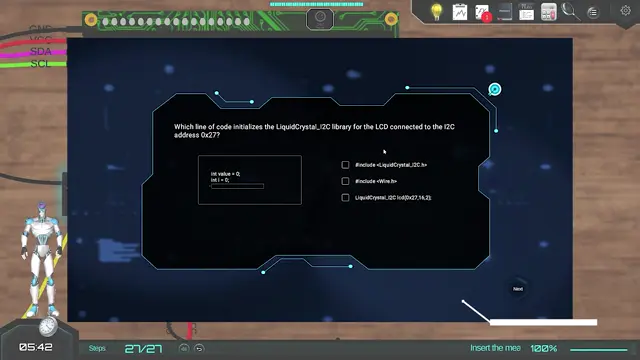 VCC
SDA
SCL
Which line of code initializes the LiquidCrystal_I2C library for the LCD connected to the I2C
address 0x27?
int value = 0;
int i = 0;
#include <LiquidCrystal_I2C.h>
#include <Wire.h>
LiquidCrystal_I2C lcd(0x27,16,2);
Next
05:42
Steps
27/27
Insert the mea
100%